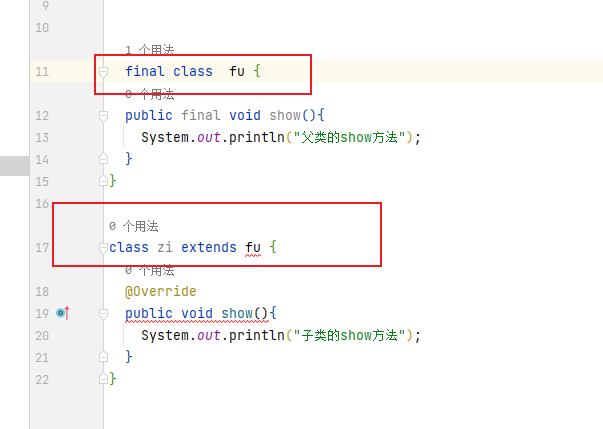 9
10
1 个用法
11 final class  fu {
0 个用法
12 public final void show(){
13 System.out.println("父类的show方法");
14 }
15 }
16
0 个用法
17 class zi extends fu {
0 个用法
18 @Override
19 public void show(){
20 System.out.println("子类的show方法");
21 }
22 }